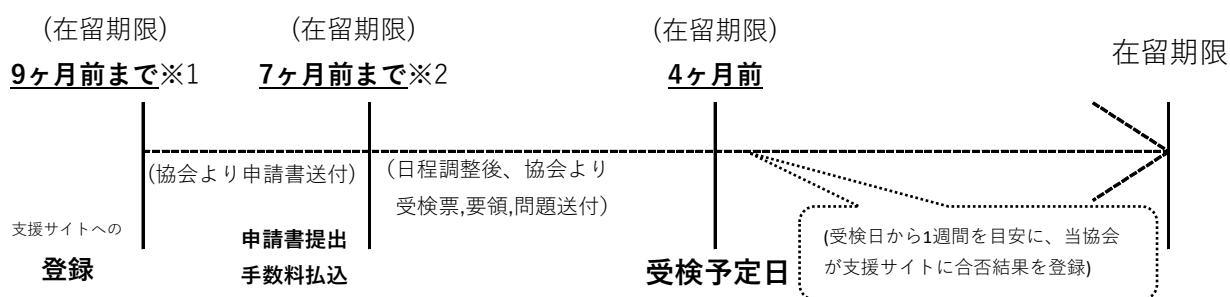 (在留期限)
9ヶ月前まで※1
(在留期限)
7ヶ月前まで※2
(在留期限)
4ヶ月前
在留期限
(協会より申請書送付)
(日程調整後、協会より
受検票,要領,問題送付)
支援サイトへの
登録
申請書提出
手数料払込
受検予定日
(受検日から1週間を目安に、当協会
が支援サイトに合否結果を登録)